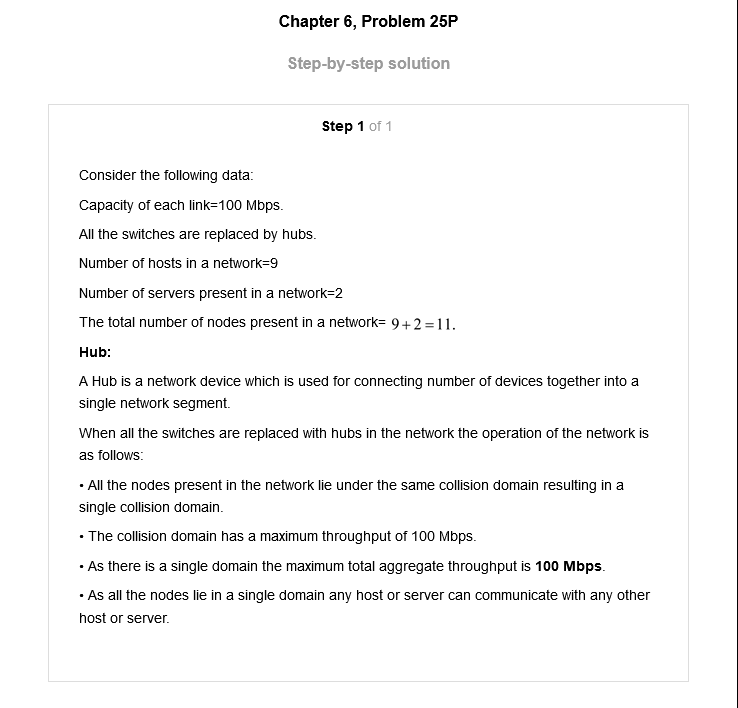 Chapter 6, Problem 25P
Step-by-step solution
Step 1 of 1
Consider the following data:
Capacity of each link=100 Mbps.
All the switches are replaced by hubs.
Number of hosts in a network=9
Number of servers present in a network=2
The total number of nodes present in a network= 9+2=11.
Hub:
A Hub is a network device which is used for connecting number of devices together into a
single network segment.
When all the switches are replaced with hubs in the network the operation of the network is
as follows:
• All the nodes present in the network lie under the same collision domain resulting in a
single collision domain.
• The collision domain has a maximum throughput of 100 Mbps.
• As there is a single domain the maximum total aggregate throughput is 100 Mbps.
• As all the nodes lie in a single domain any host or server can communicate with any other
host or server.